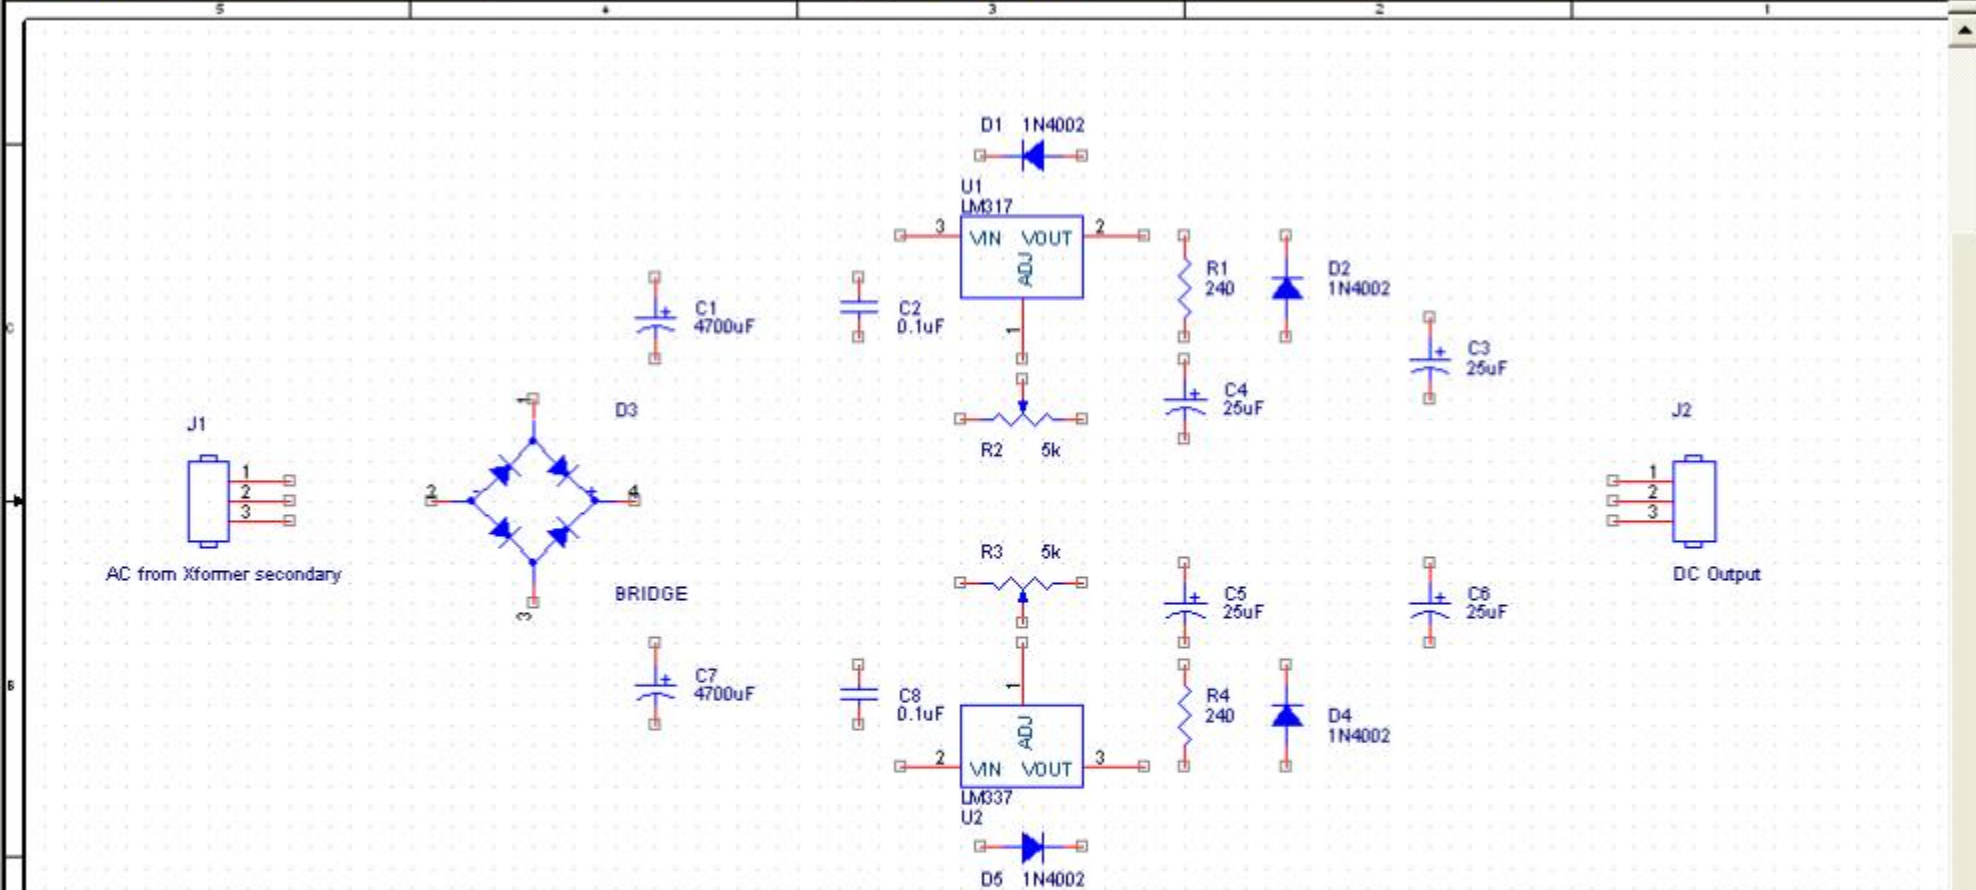 5 4 3 2 1
D1 1N4002
U1
LM317
3 VIN VOUT 2
ADJ
1
C
C1
4700uF
C2
0.1uF
R1
240
D2
1N4002
C3
25uF
C4
25uF
R2 5k
J1
1
2
3
AC from Xformer secondary
1
D3
2 - + 4
3
BRIDGE
J2
1
2
3
DC Output
R3 5k
C5
25uF
C6
25uF
C7
4700uF
C8
0.1uF
1
ADJ
2 VIN VOUT 3
LM337
U2
R4
240
D4
1N4002
B
D5 1N4002